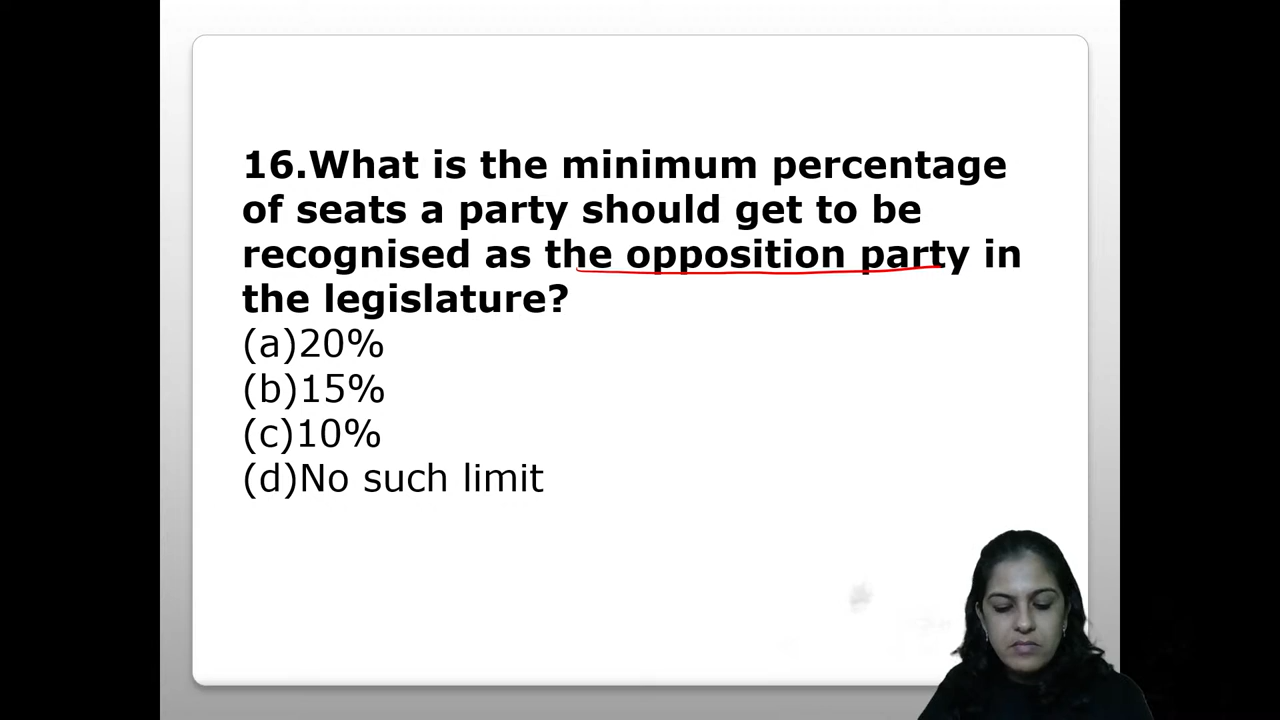 16.What is the minimum percentage
of seats a party should get to be
recognised as the opposition party in
the legislature?
(a)20%
(b)15%
(c)10%
(d)No such limit